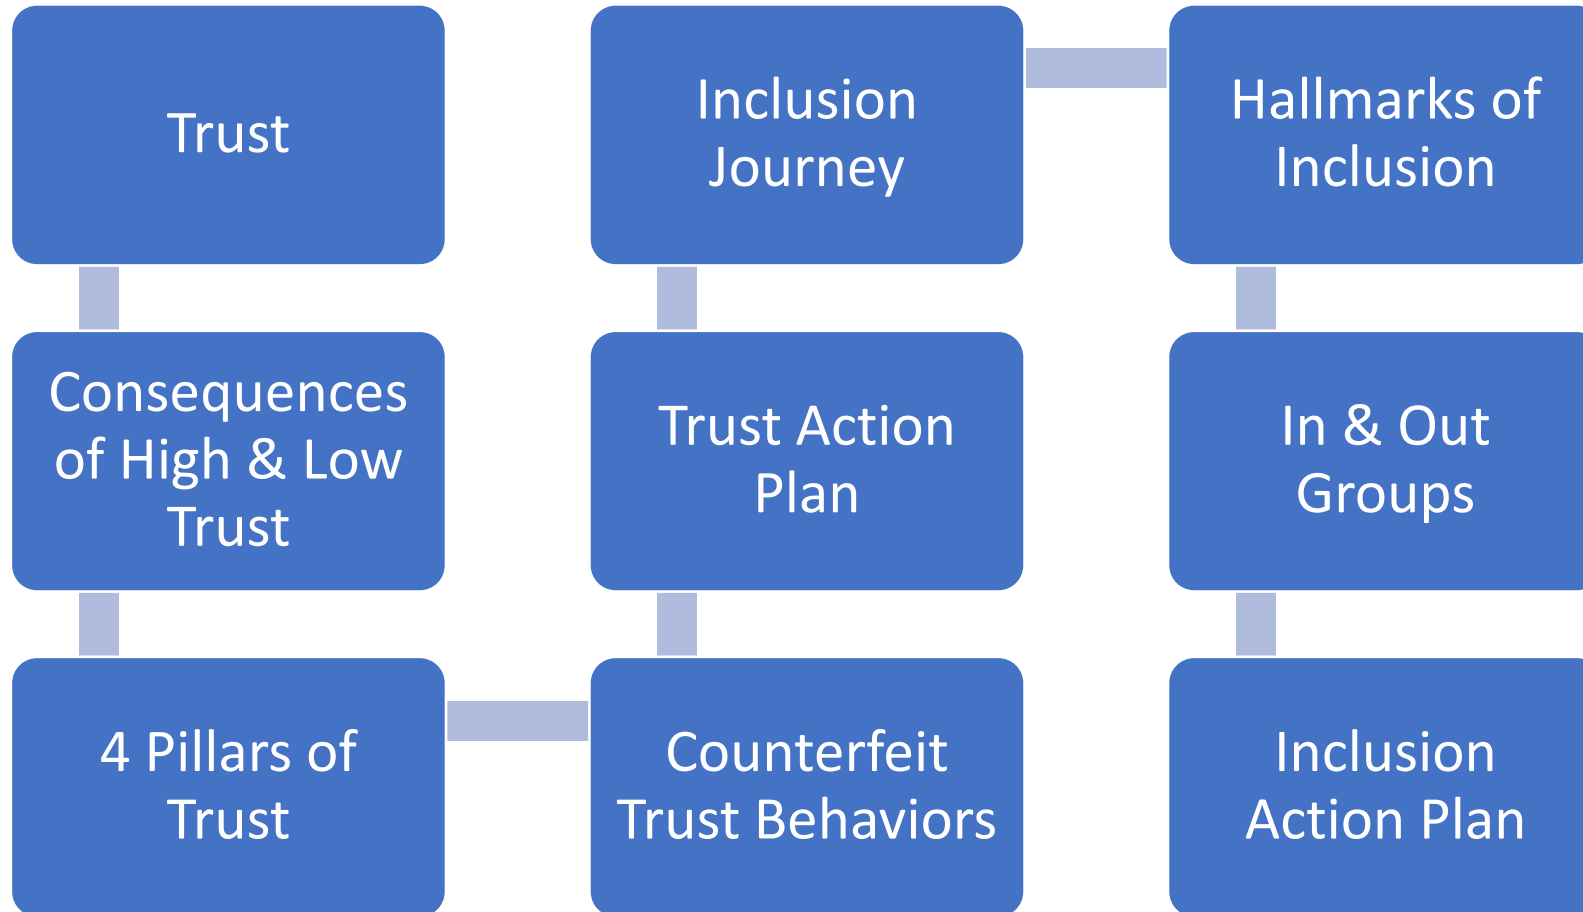 Trust
Consequences
of High & Low
Trust
4 Pillars of
Trust
Counterfeit
Trust Behaviors
Trust Action
Plan
Inclusion
Journey
Hallmarks of
Inclusion
In & Out
Groups
Inclusion
Action Plan